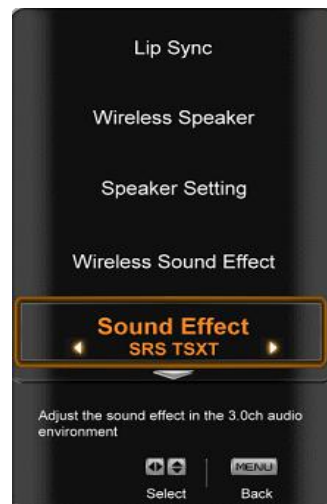 Lip Sync
Wireless Speaker
Speaker Setting
Wireless Sound Effect
Sound Effect
SRS TSXT
Adjust the sound effect in the 3.0ch audio
environment
MENU
Select Back